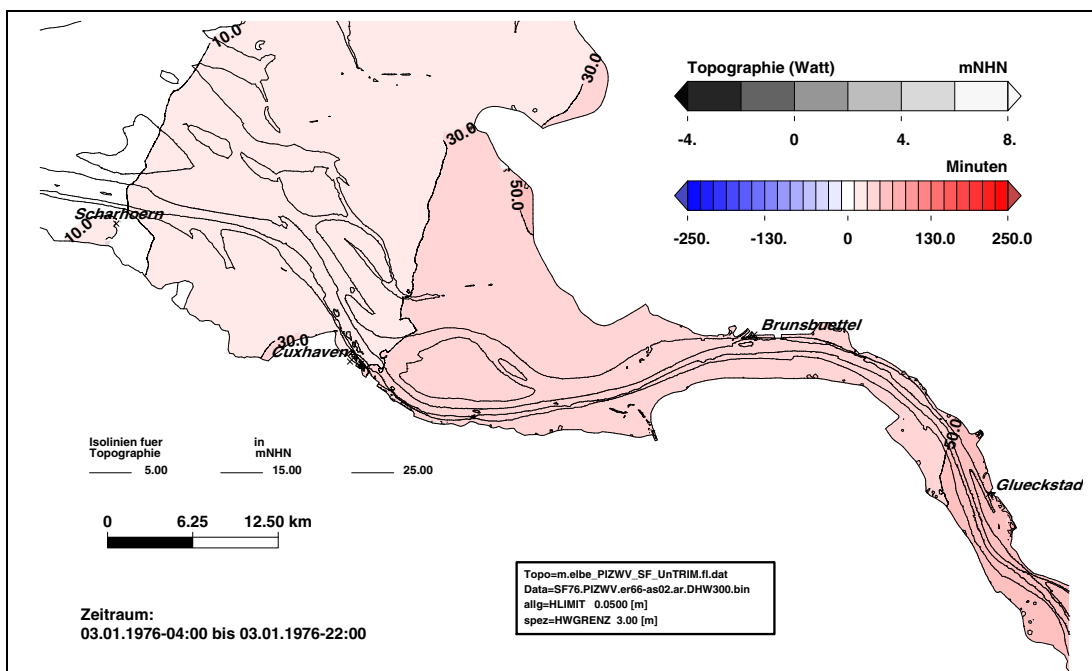 10.0
30.0
Topographie (Watt) mNHN
-4. 0 4. 8.
30.0
Minuten
50.0
-250. -130. 0 130.0 250.0
Scharhoern
10.0
Brunsbuettel
30.0
Cuxhaven
50.0
Isolinien fuer in
Topographie mNHN
5.00 15.00 25.00
Glueckstad
0 6.25 12.50 km
Topo=m.elbe_PIZWV_SF_UnTRIM.fl.dat
Data=SF76.PIZWV.er66-as02.ar.DHW300.bin
allg=HLIMIT 0.0500 [m]
spez=HWGRENZ 3.00 [m]
Zeitraum:
03.01.1976-04:00 bis 03.01.1976-22:00